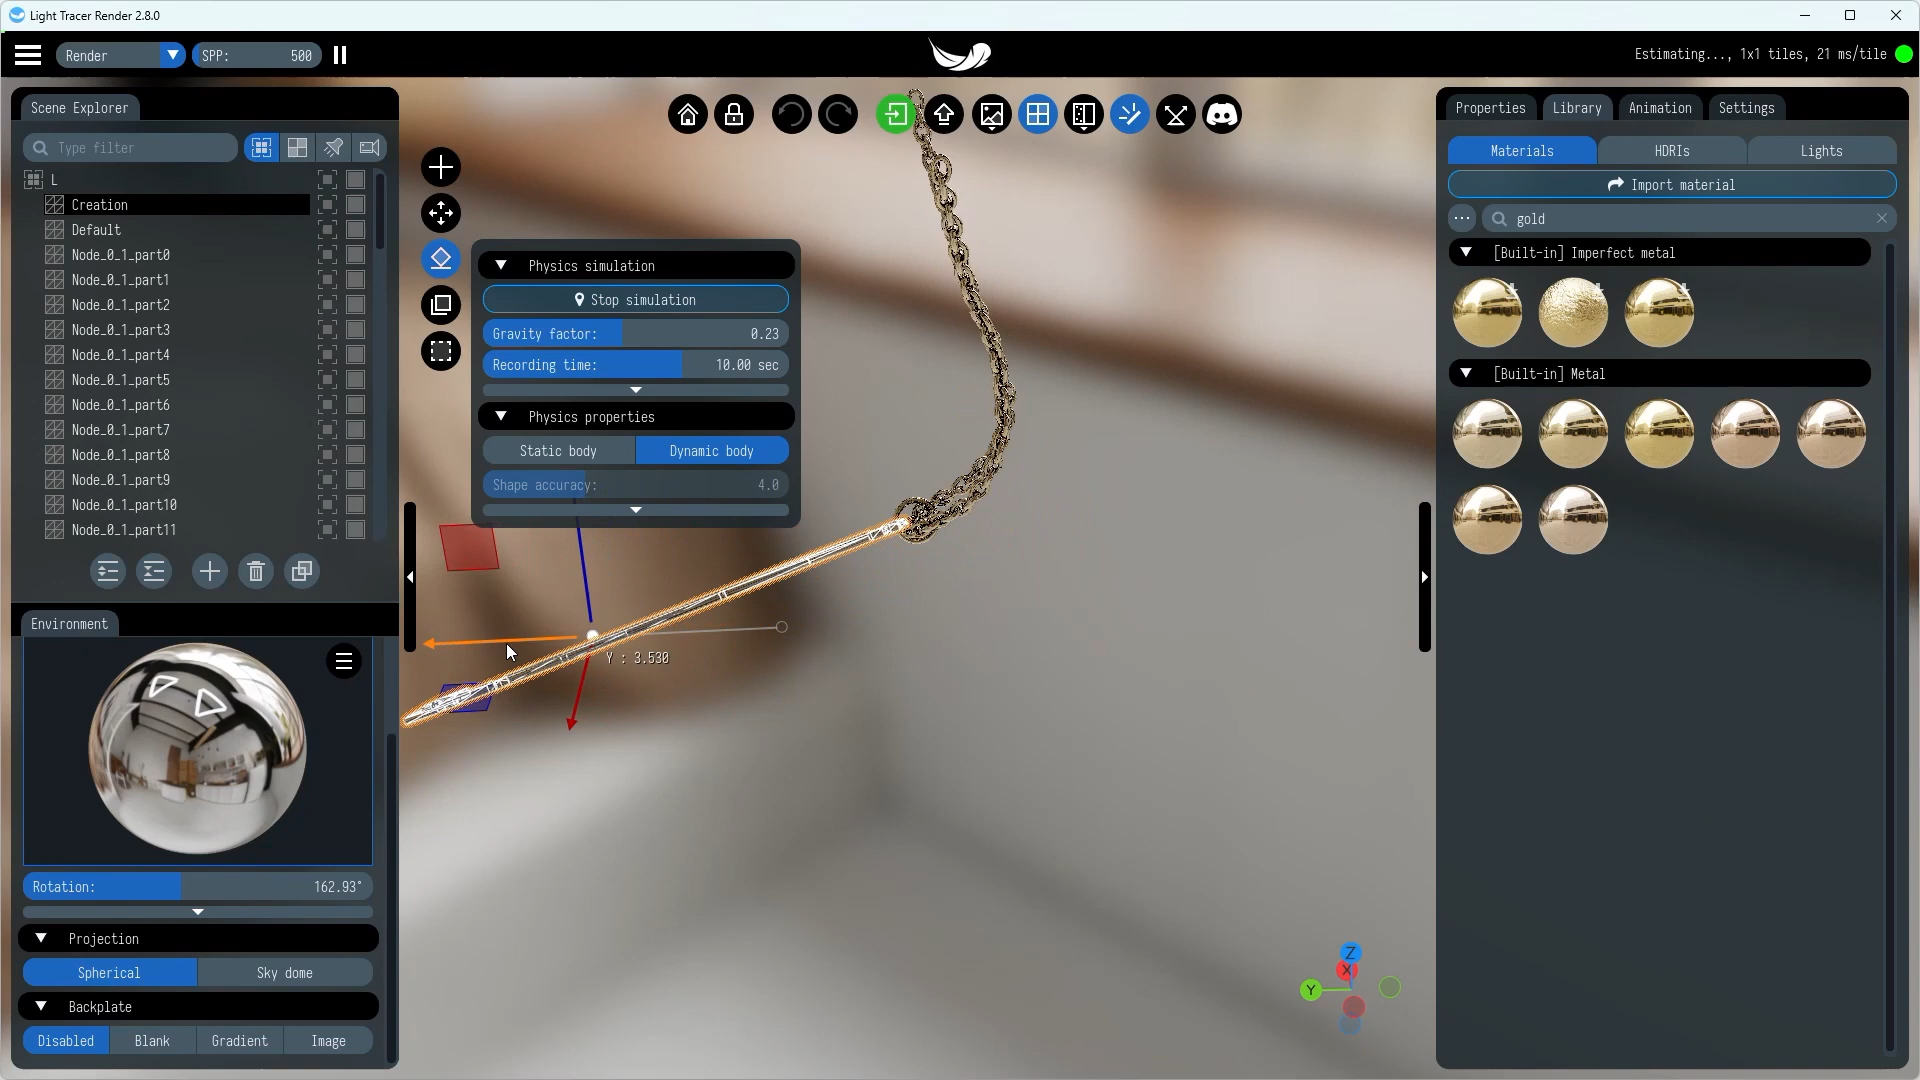 Light Tracer Render 2.8.0
Render
SPP: 500
Estimating..., 1x1 tiles, 21 ms/tile
Scene Explorer
Type filter
L
Creation
Default
Node_0_1_part0
Node_0_1_part1
Node_0_1_part2
Node_0_1_part3
Node_0_1_part4
Node_0_1_part5
Node_0_1_part6
Node_0_1_part7
Node_0_1_part8
Node_0_1_part9
Node_0_1_part10
Node_0_1_part11
Environment
Rotation: 162.93°
Projection
Spherical Sky dome
Backplate
Disabled Blank Gradient Image
Physics simulation
Stop simulation
Gravity factor: 0.23
Recording time: 10.00 sec
Physics properties
Static body Dynamic body
Shape accuracy: 4.0
Y : 3.530
Z
X
Y
Properties Library Animation Settings
Materials HDRIs Lights
Import material
gold
[Built-in] Imperfect metal
[Built-in] Metal